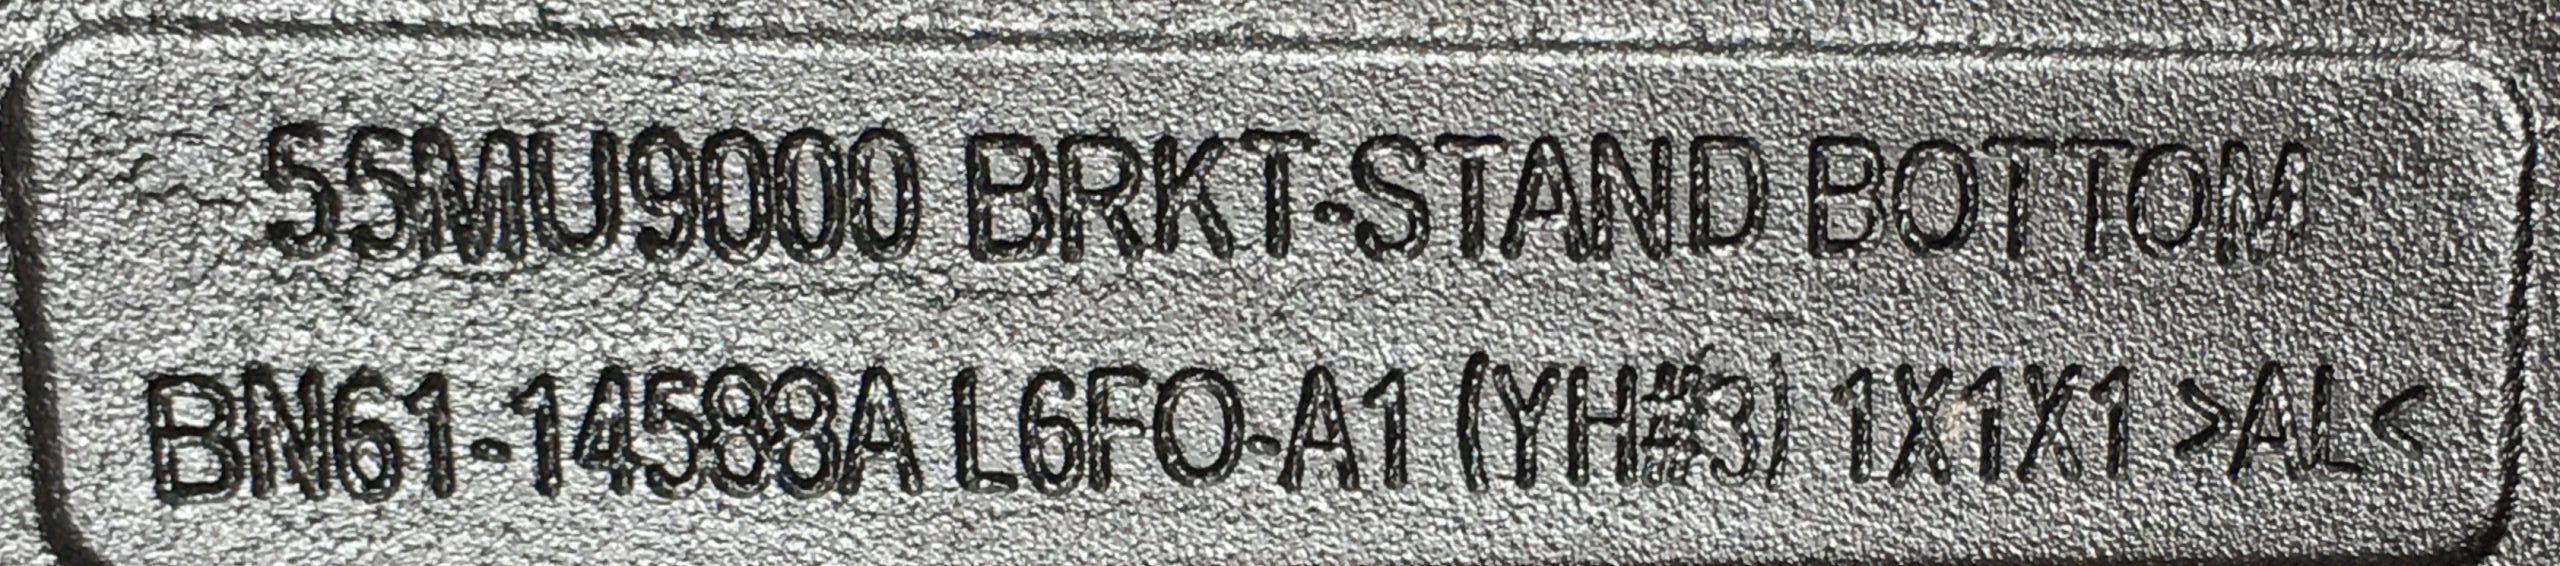 55MU9000 BRKT-STAND BOTTOM
BN61-14588A L6FO-A1 (YH#3) 1X1X1 >AL<